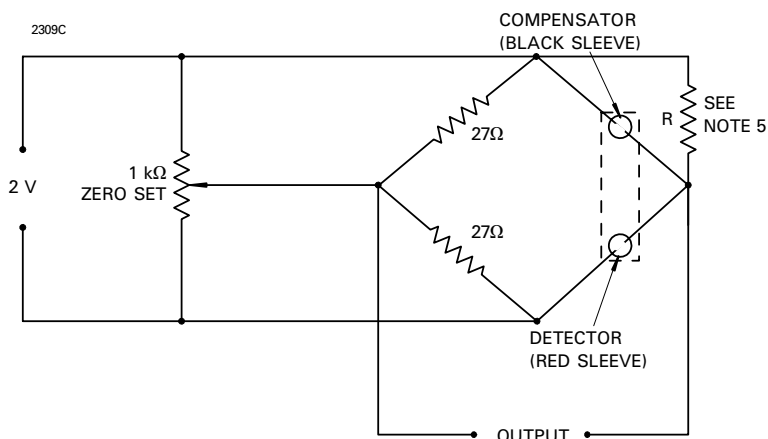 2309C
COMPENSATOR
(BLACK SLEEVE)
27Ω
R
SEE
NOTE 5
1 kΩ
ZERO SET
2 V
27Ω
DETECTOR
(RED SLEEVE)
OUTPUT